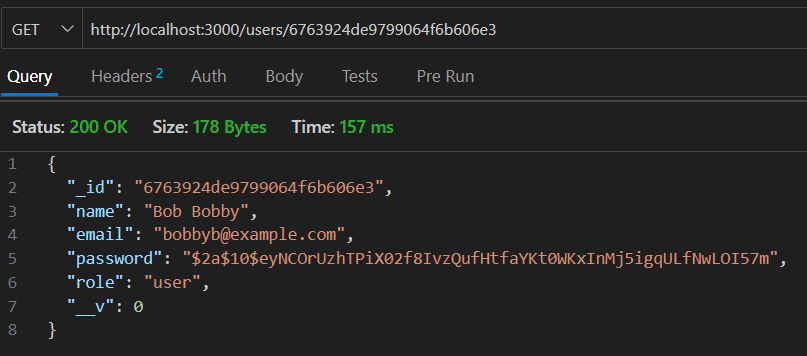 GET http://localhost:3000/users/6763924de9799064f6b606e3
Query Headers 2 Auth Body Tests Pre Run
Status: 200 OK Size: 178 Bytes Time: 157 ms
1 {
2 "_id": "6763924de9799064f6b606e3",
3 "name": "Bob Bobby",
4 "email": "bobbyb@example.com",
5 "password": "$2a$10$eyNCOrUzhTPiX02f8IvzQufHtfaYKt0WKxInMj5igqULfNwLOI57m",
6 "role": "user",
7 "__v": 0
8 }